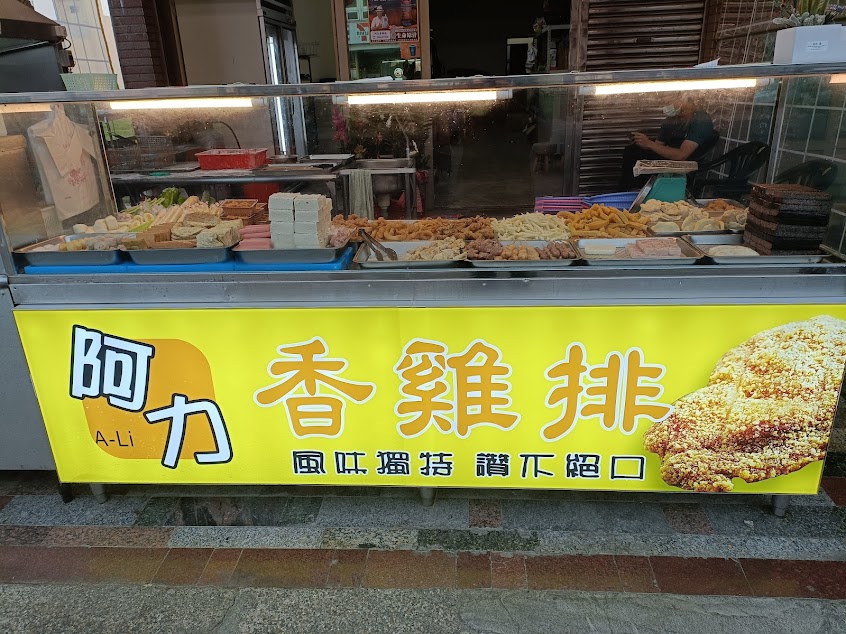 阿力
A-Li
香雞排
風味獨特 讚不絕口